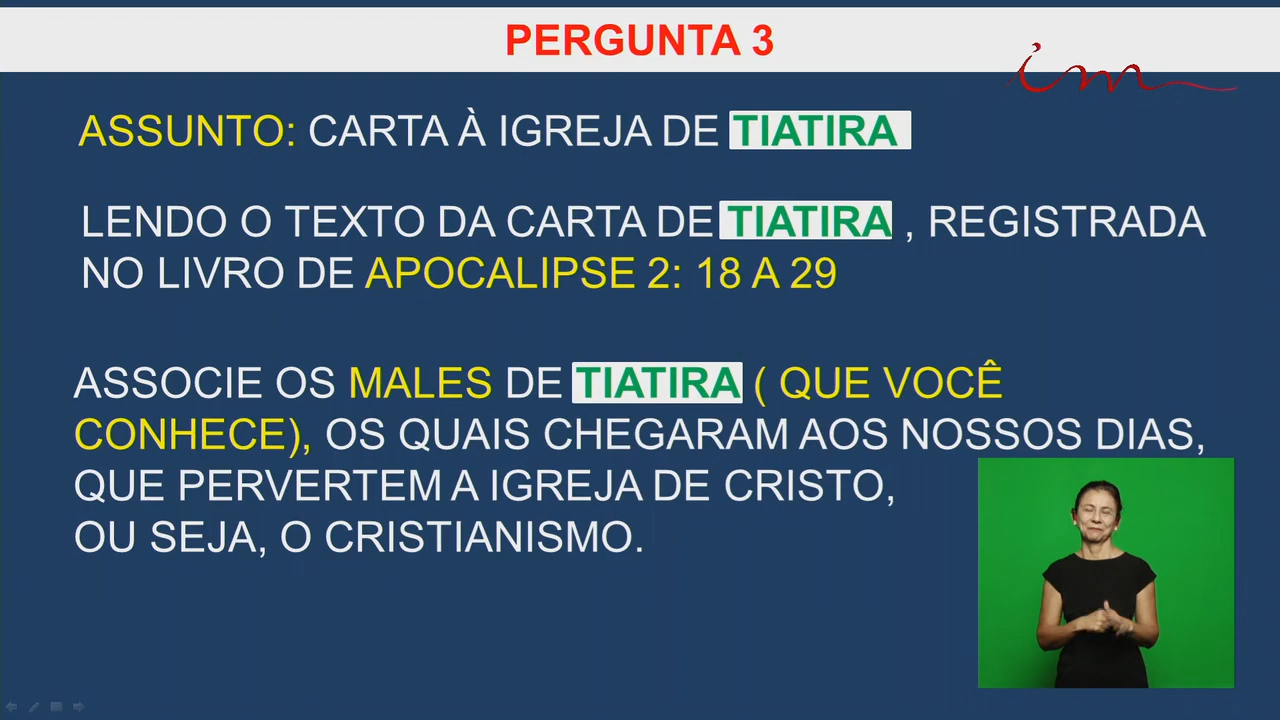 PERGUNTA 3
im
ASSUNTO: CARTA À IGREJA DE TIATIRA
LENDO O TEXTO DA CARTA DE TIATIRA , REGISTRADA
NO LIVRO DE APOCALIPSE 2: 18 A 29
ASSOCIE OS MALES DE TIATIRA ( QUE VOCÊ
CONHECE), OS QUAIS CHEGARAM AOS NOSSOS DIAS,
QUE PERVERTEM A IGREJA DE CRISTO,
OU SEJA, O CRISTIANISMO.